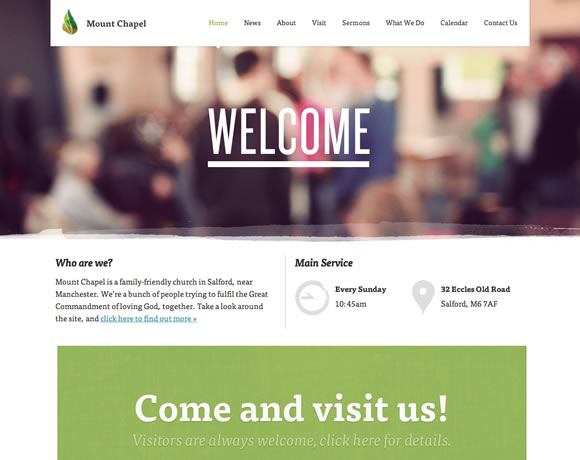 Mount Chapel
Home News About Visit Sermons What We Do Calendar Contact Us
WELCOME
Who are we?
Mount Chapel is a family-friendly church in Salford, near
Manchester. We're a bunch of people trying to fulfil the Great
Commandment of loving God, together. Take a look around
the site, and click here to find out more »
Main Service
Every Sunday
10:45am
32 Eccles Old Road
Salford, M6 7AF
Come and visit us!
Visitors are always welcome, click here for details.